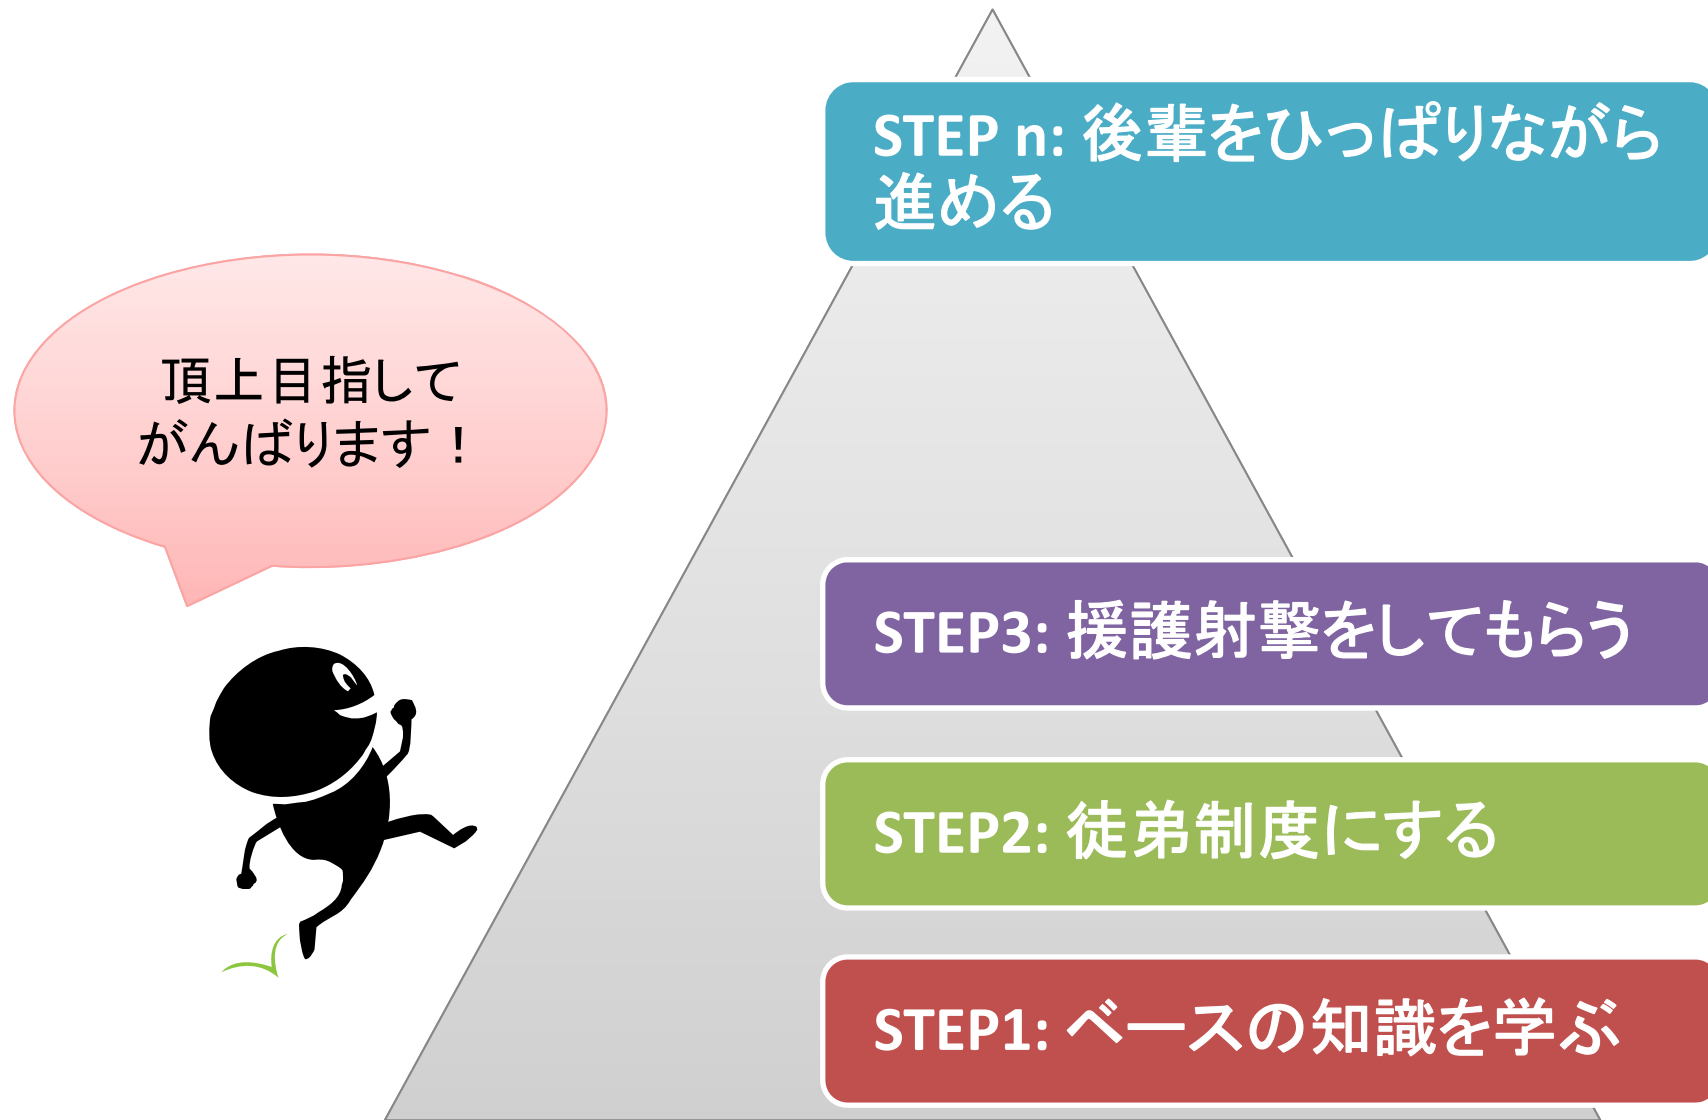 STEP n: 後輩をひっぱりながら
進める
頂上目指して
がんばります！
STEP3: 援護射撃をしてもらう
STEP2: 徒弟制度にする
STEP1: ベースの知識を学ぶ